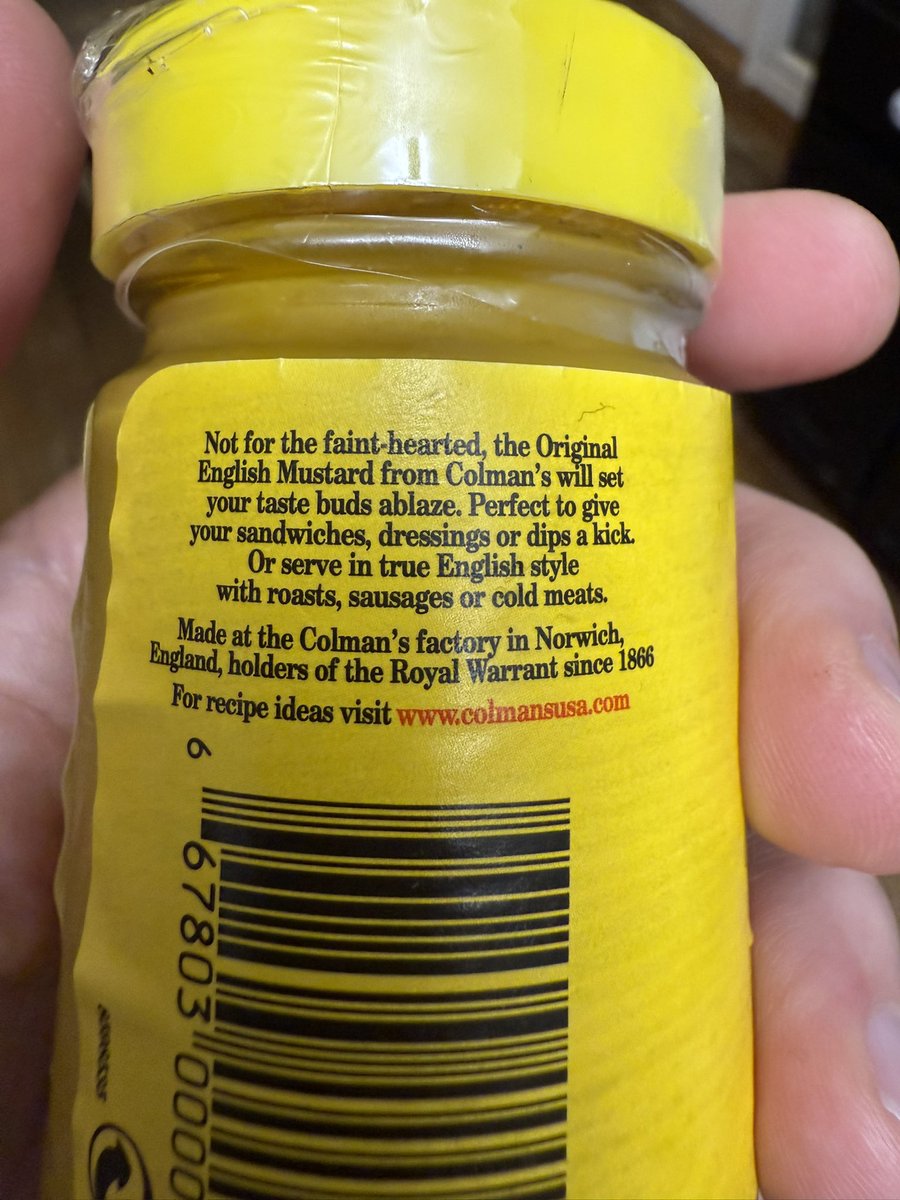 Not for the faint-hearted, the Original
English Mustard from Colman's will set
your taste buds ablaze. Perfect to give
your sandwiches, dressings or dips a kick.
Or serve in true English style
with roasts, sausages or cold meats.
Made at the Colman's factory in Norwich,
England, holders of the Royal Warrant since 1866
For recipe ideas visit www.colmansusa.com
6 67803 000